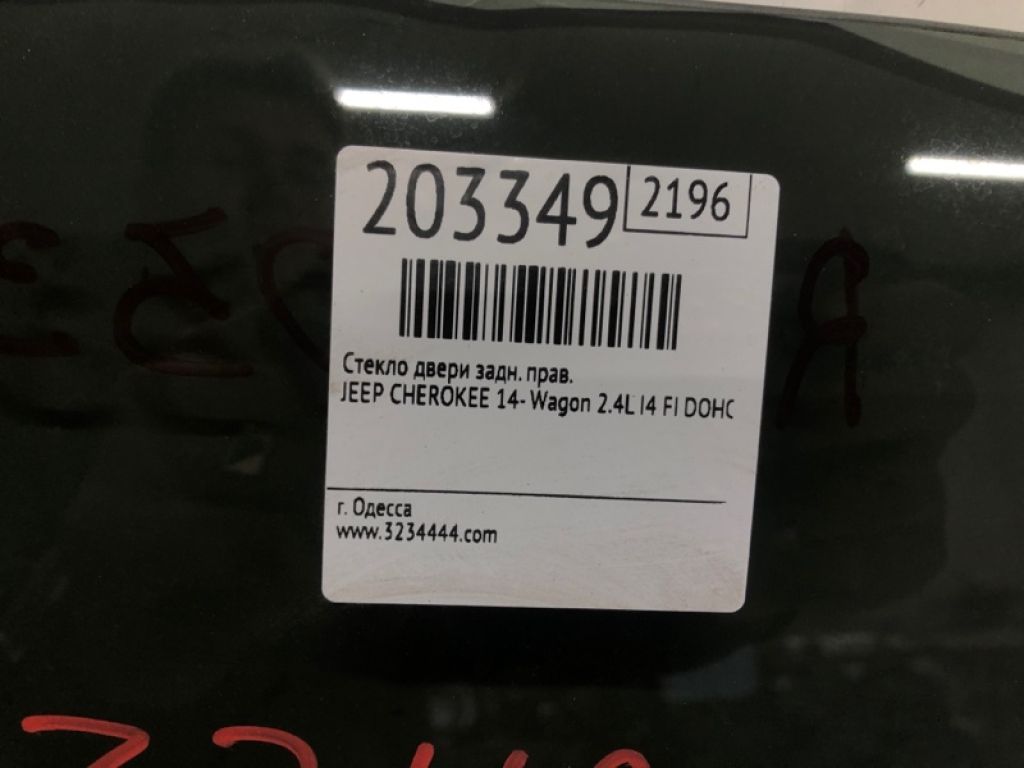 203349 2196
Стекло двери задн. прав.
JEEP CHEROKEE 14- Wagon 2.4L I4 FI DOHC
г. Одесса
www.3234444.com